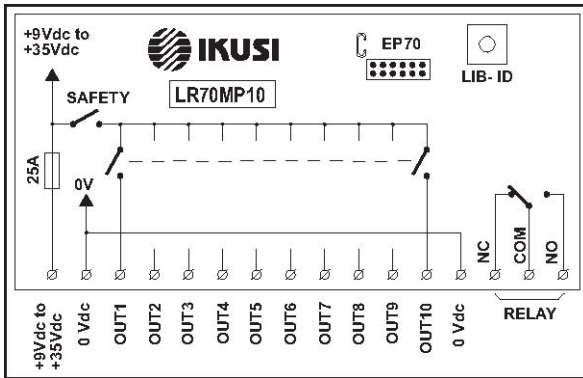 +9Vdc to
+35Vdc
IKUSI
EP70
LIB- ID
SAFETY
LR70MP10
25A
0V
NC
COM
NO
+9Vdc to
+35Vdc
0 Vdc
OUT1
OUT2
OUT3
OUT4
OUT5
OUT6
OUT7
OUT8
OUT9
OUT10
0 Vdc
RELAY